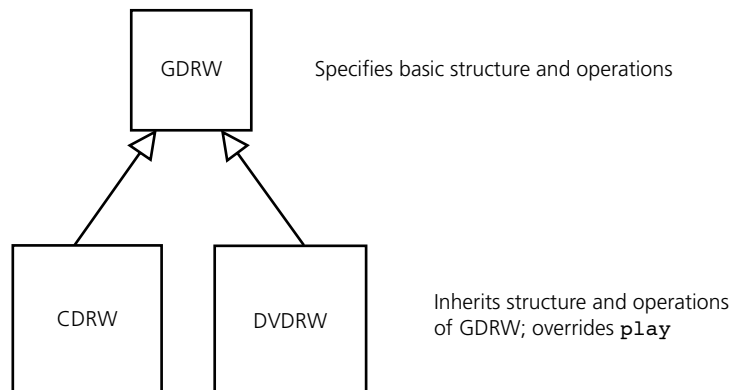 GDRW
Specifies basic structure and operations
CDRW
DVDRW
Inherits structure and operations
of GDRW; overrides play